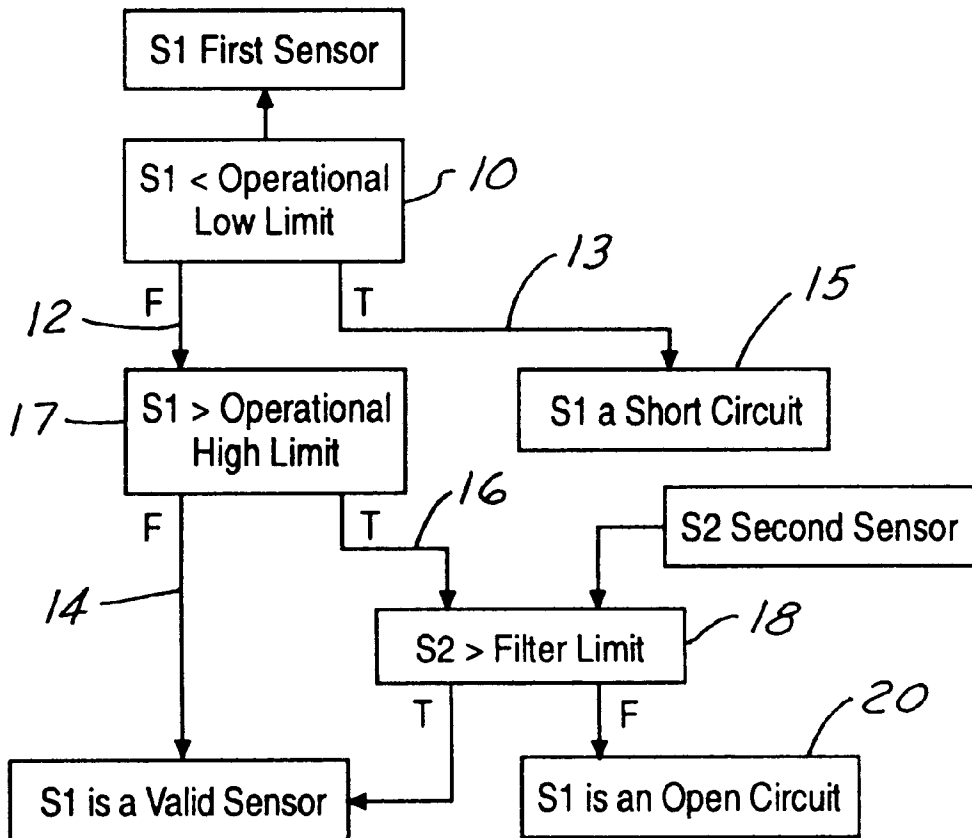 S1 First Sensor
S1 < Operational
Low Limit
10
13
F
T
12
15
S1 > Operational
High Limit
17
S1 a Short Circuit
16
F
T
S2 Second Sensor
14
18
S2 > Filter Limit
T
F
20
S1 is a Valid Sensor
S1 is an Open Circuit